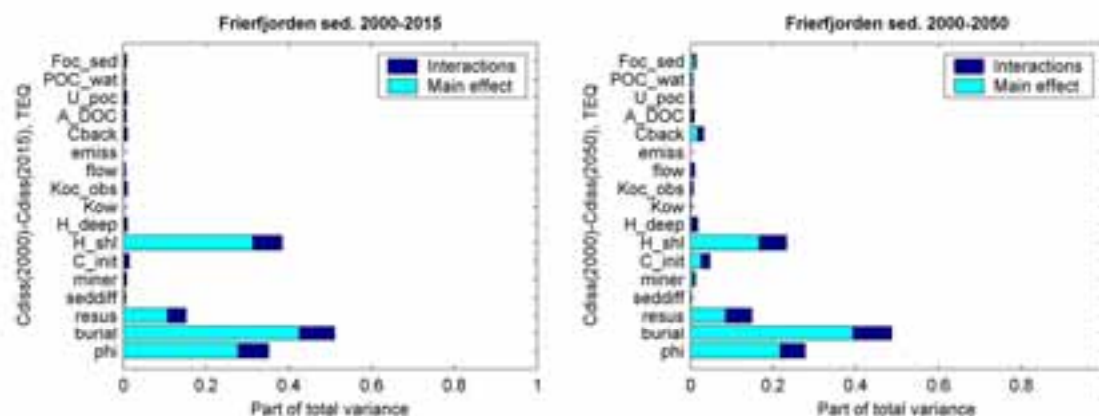 Frierfjorden sed. 2000-2015
Cdiss(2000)-Cdiss(2015), TEQ
Foc_sed
POC_wat
U_poc
A_DOC
Cback
emiss
flow
Koc_obs
Kow
H_deep
H_shl
C_init
miner
seddiff
resus
burial
phi
Interactions
Main effect
0 0.2 0.4 0.6 0.8 1
Part of total variance
Frierfjorden sed. 2000-2050
Cdiss(2000)-Cdiss(2050), TEQ
Foc_sed
POC_wat
U_poc
A_DOC
Cback
emiss
flow
Koc_obs
Kow
H_deep
H_shl
C_init
miner
seddiff
resus
burial
phi
Interactions
Main effect
0 0.2 0.4 0.6 0.8
Part of total variance